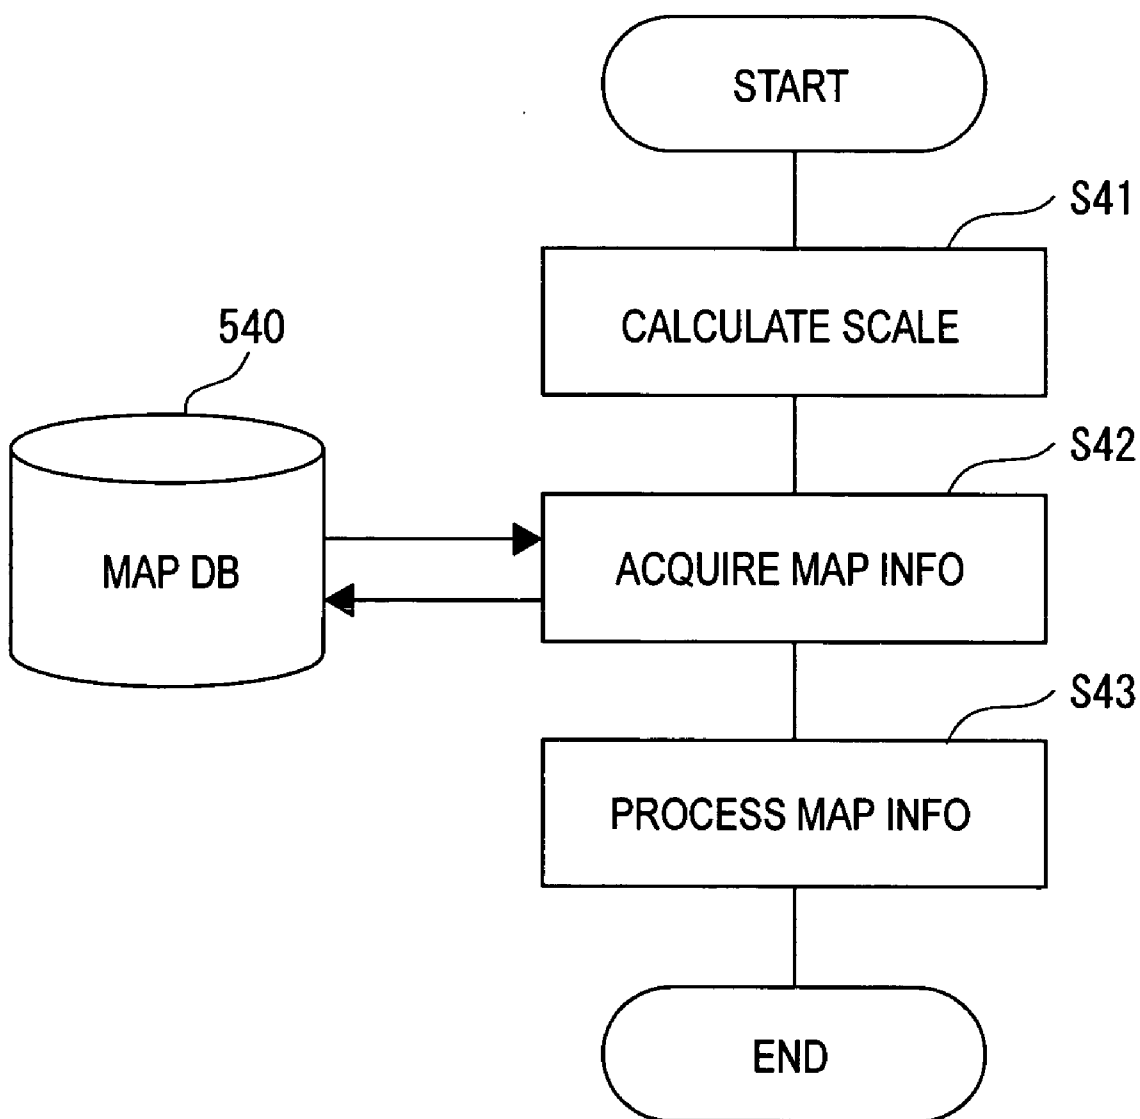 START
S41
CALCULATE SCALE
540
S42
MAP DB
ACQUIRE MAP INFO
S43
PROCESS MAP INFO
END